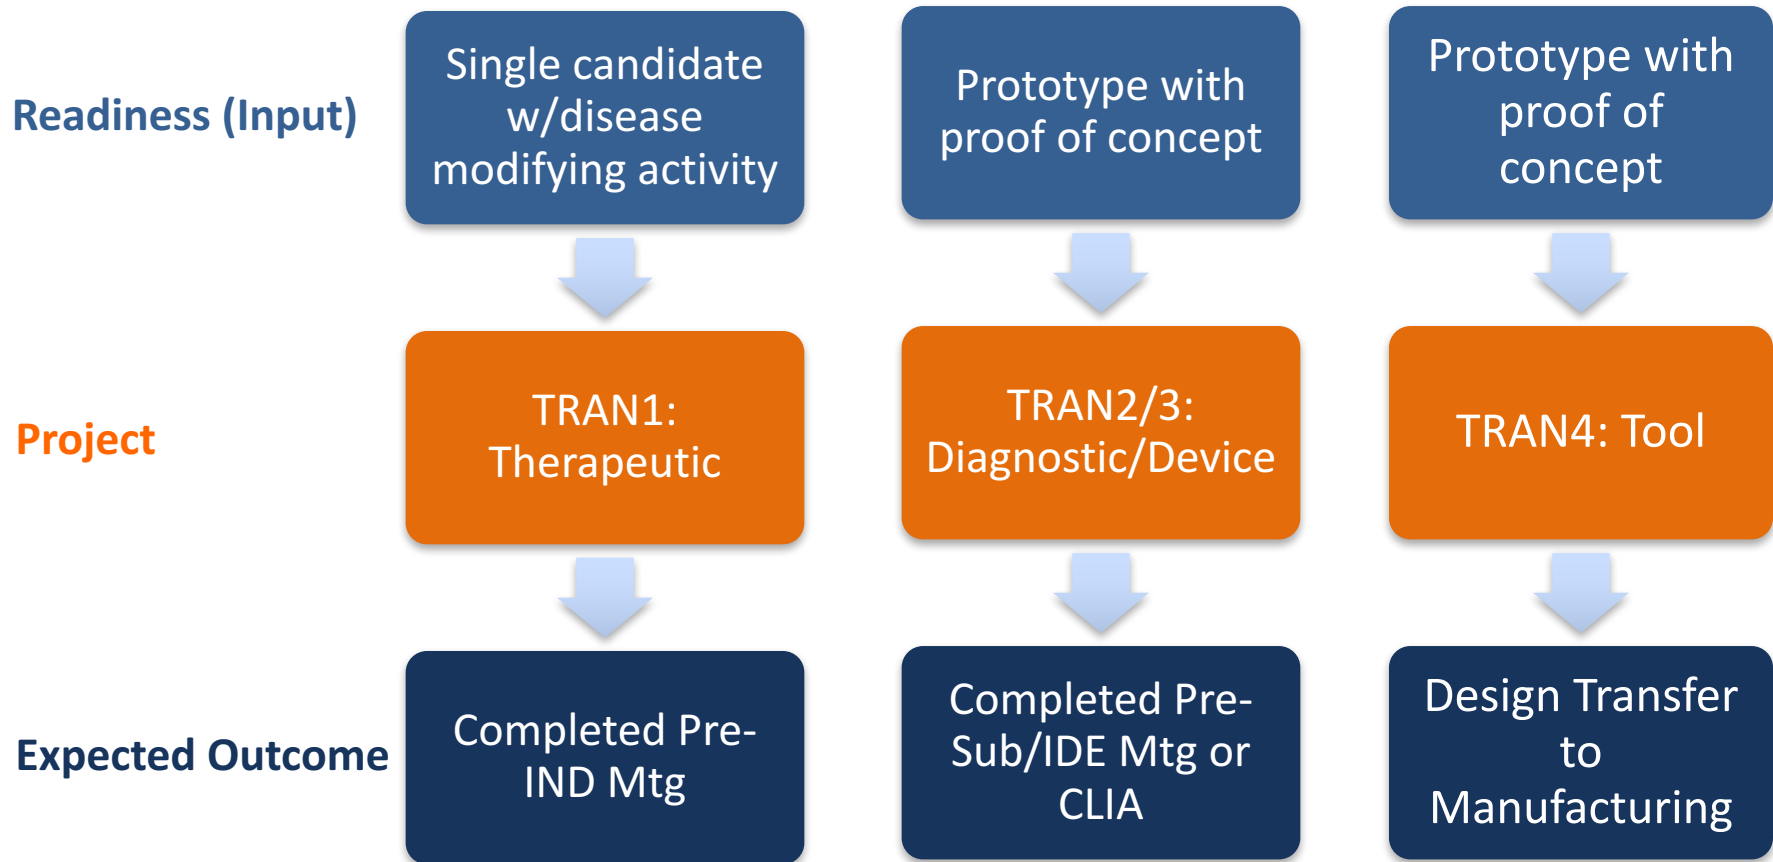 Readiness (Input)
Single candidate
w/disease
modifying activity
Prototype with
proof of concept
Prototype with
proof of
concept
Project
TRAN1:
Therapeutic
TRAN2/3:
Diagnostic/Device
TRAN4: Tool
Expected Outcome
Completed Pre-
IND Mtg
Completed Pre-
Sub/IDE Mtg or
CLIA
Design Transfer
to
Manufacturing